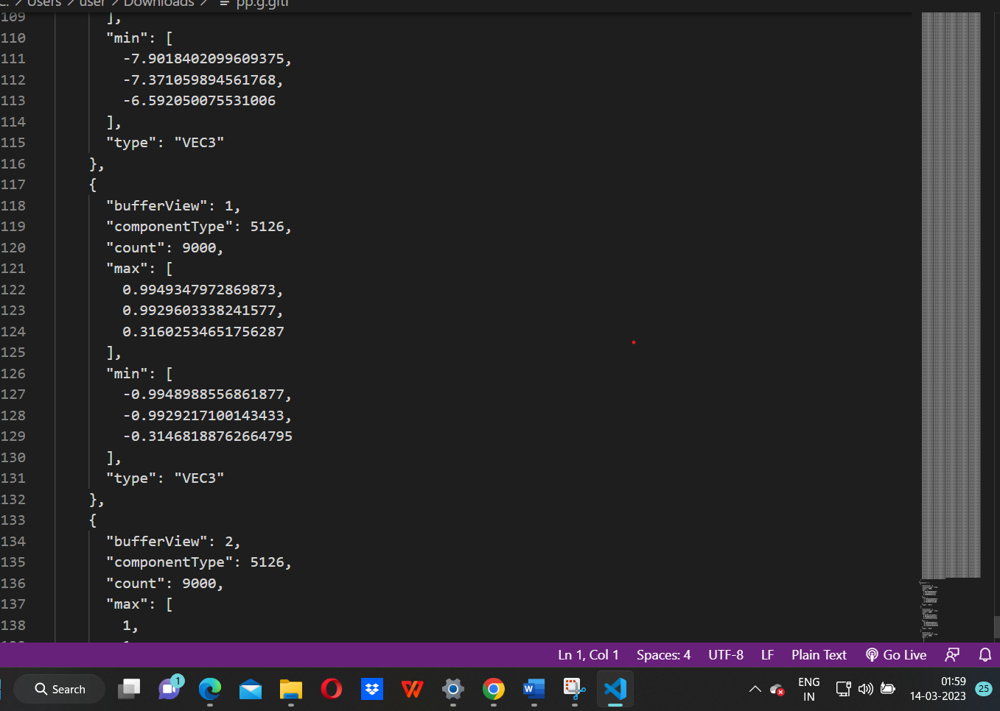 C: > Users > user > Downloads > pp.g.gltf
109 ],
110 "min": [
111 -7.9018402099609375,
112 -7.371059894561768,
113 -6.592050075531006
114 ],
115 "type": "VEC3"
116 },
117 {
118 "bufferView": 1,
119 "componentType": 5126,
120 "count": 9000,
121 "max": [
122 0.9949347972869873,
123 0.9929603338241577,
124 0.31602534651756287
125 ],
126 "min": [
127 -0.9948988556861877,
128 -0.9929217100143433,
129 -0.31468188762664795
130 ],
131 "type": "VEC3"
132 },
133 {
134 "bufferView": 2,
135 "componentType": 5126,
136 "count": 9000,
137 "max": [
138 1,
Ln 1, Col 1 Spaces: 4 UTF-8 LF Plain Text Go Live
Search 1 W ENG IN 01:59 14-03-2023 25